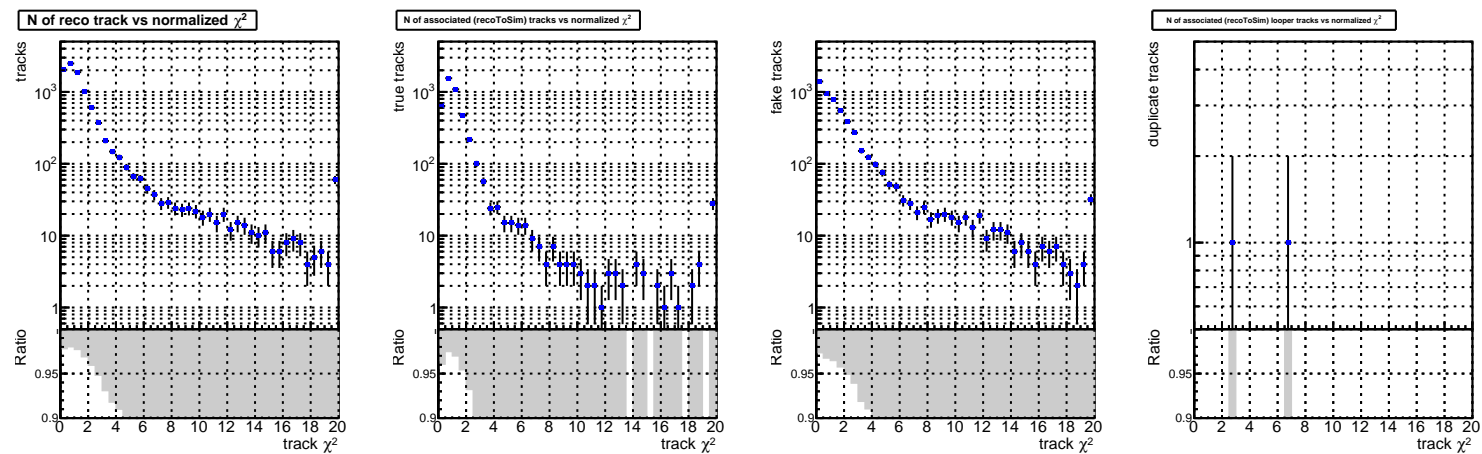 N of reco track vs normalized χ²
tracks
10³
10²
10
1
Ratio
0.95
0.9
0 2 4 6 8 10 12 14 16 18 20
track χ²
N of associated (recoToSim) tracks vs normalized χ²
true tracks
10³
10²
10
1
Ratio
0.95
0.9
0 2 4 6 8 10 12 14 16 18 20
track χ²
fake tracks
10³
10²
10
1
Ratio
0.95
0.9
0 2 4 6 8 10 12 14 16 18 20
track χ²
N of associated (recoToSim) looper tracks vs normalized χ²
duplicate tracks
1
Ratio
0.95
0.9
0 2 4 6 8 10 12 14 16 18 20
track χ²